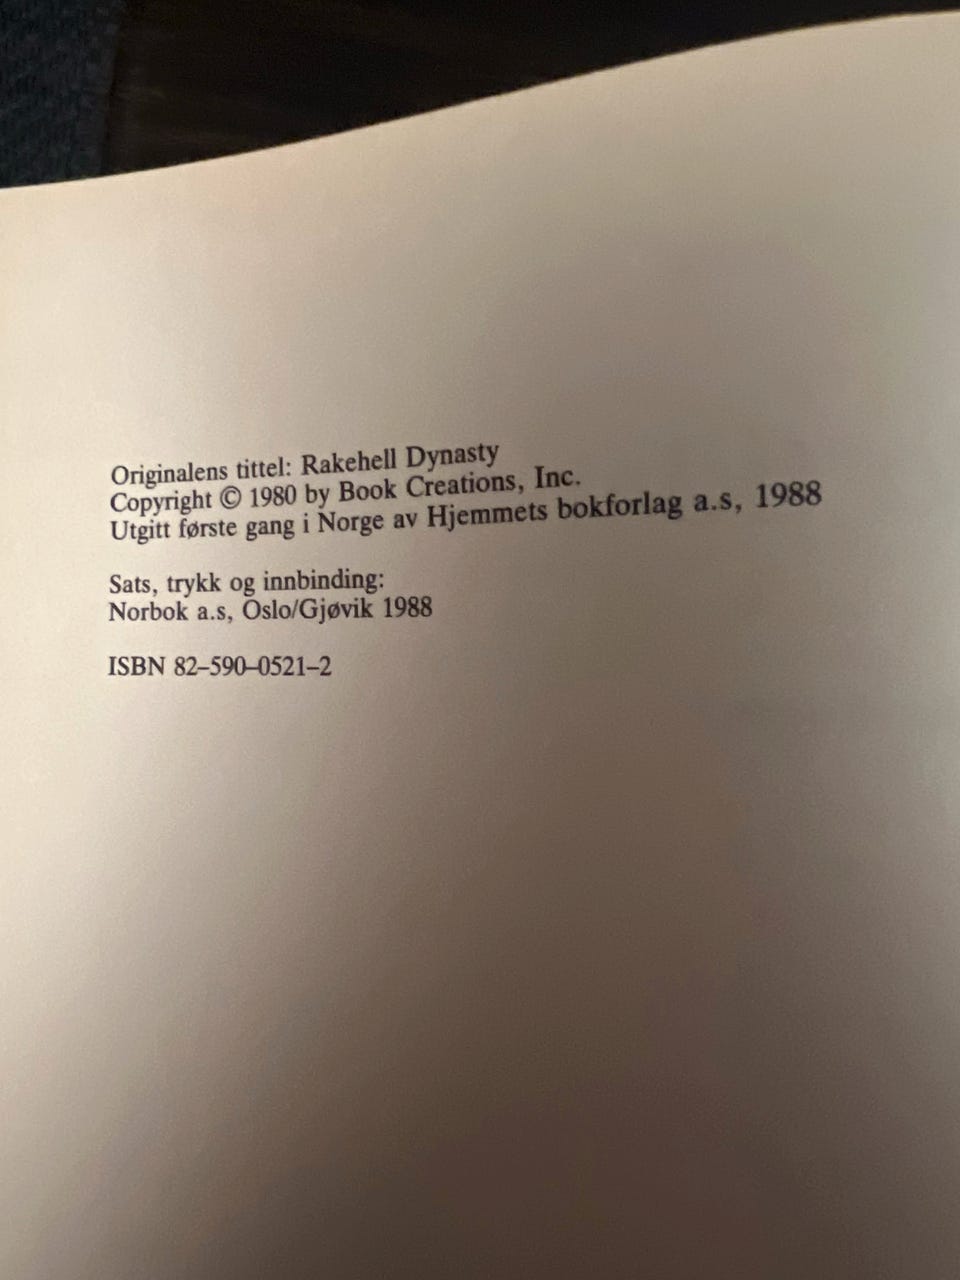 Originalens tittel: Rakehell Dynasty
Copyright © 1980 by Book Creations, Inc.
Utgitt første gang i Norge av Hjemmets bokforlag a.s, 1988
Sats, trykk og innbinding:
Norbok a.s, Oslo/Gjøvik 1988
ISBN 82–590–0521–2